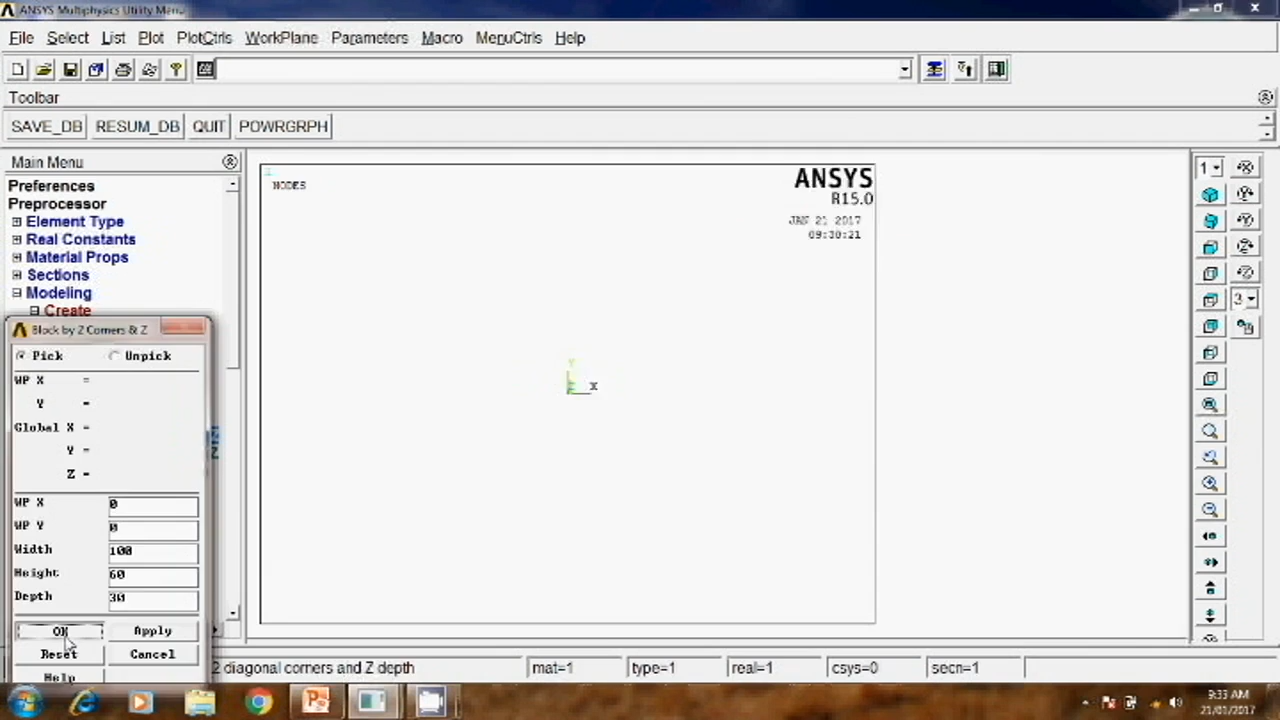 ANSYS Multiphysics Utility Menu
File Select List Plot PlotCtrls WorkPlane Parameters Macro MenuCtrls Help
Toolbar
SAVE_DB RESUM_DB QUIT POWRGRPH
Main Menu
Preferences
Preprocessor
Element Type
Real Constants
Material Props
Sections
Modeling
Create
Block by 2 Corners & Z
Pick Unpick
WP X =
Y =
Global X =
Y =
Z =
WP X 0
WP Y 0
Width 100
Height 60
Depth 30
OK Apply
Reset Cancel
Help
1
NODES
ANSYS
R15.0
JAN 21 2017
09:30:21
Y
X
1
3
2 diagonal corners and Z depth mat=1 type=1 real=1 csys=0 secn=1
9:33 AM
21/01/2017